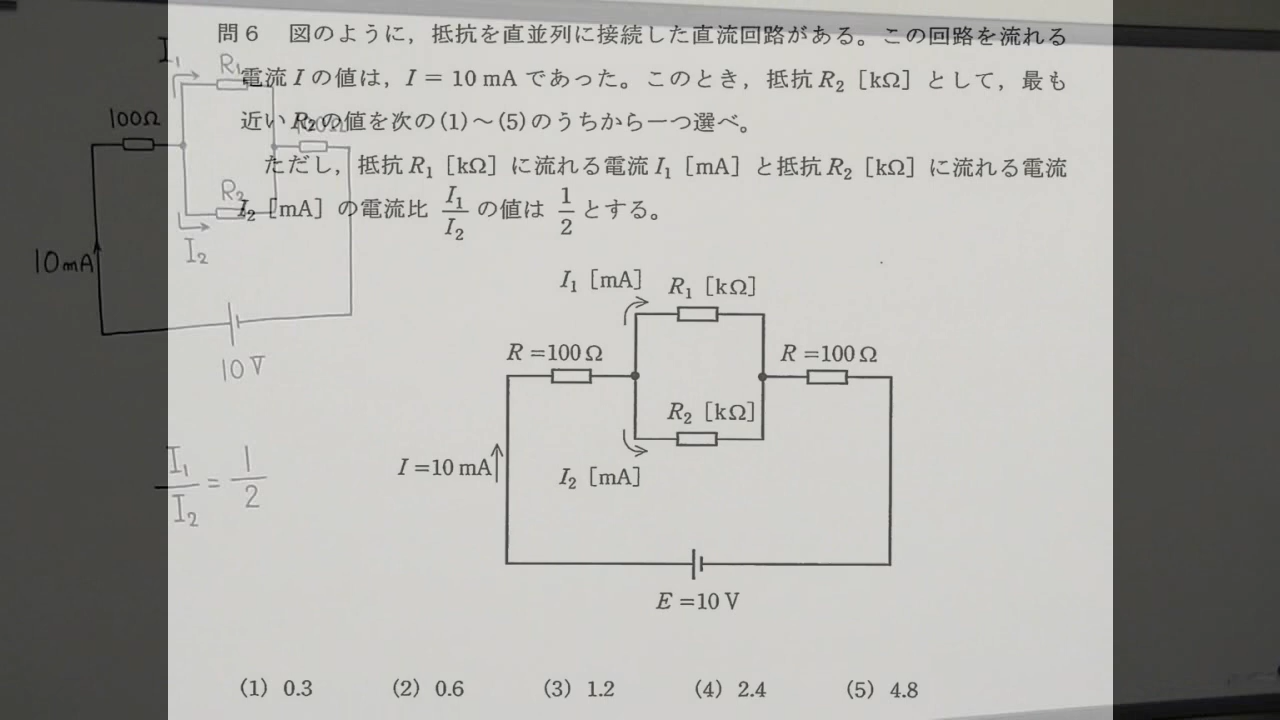 問6 図のように，抵抗を直並列に接続した直流回路がある。この回路を流れる
電流 I の値は，I = 10 mA であった。このとき，抵抗 R₂［kΩ］として，最も
近い R₂の値を次の(1)～(5)のうちから一つ選べ。
ただし，抵抗 R₁［kΩ］に流れる電流 I₁［mA］と抵抗 R₂［kΩ］に流れる電流
I₂［mA］の電流比 I₁/I₂ の値は 1/2 とする。
I₁［mA］ R₁［kΩ］
R =100 Ω R =100 Ω
R₂［kΩ］
I =10 mA I₂［mA］
E =10 V
(1) 0.3 (2) 0.6 (3) 1.2 (4) 2.4 (5) 4.8
I₁ R₁
100Ω
R₂
I₂
10mA
10V
I₁/I₂ = 1/2